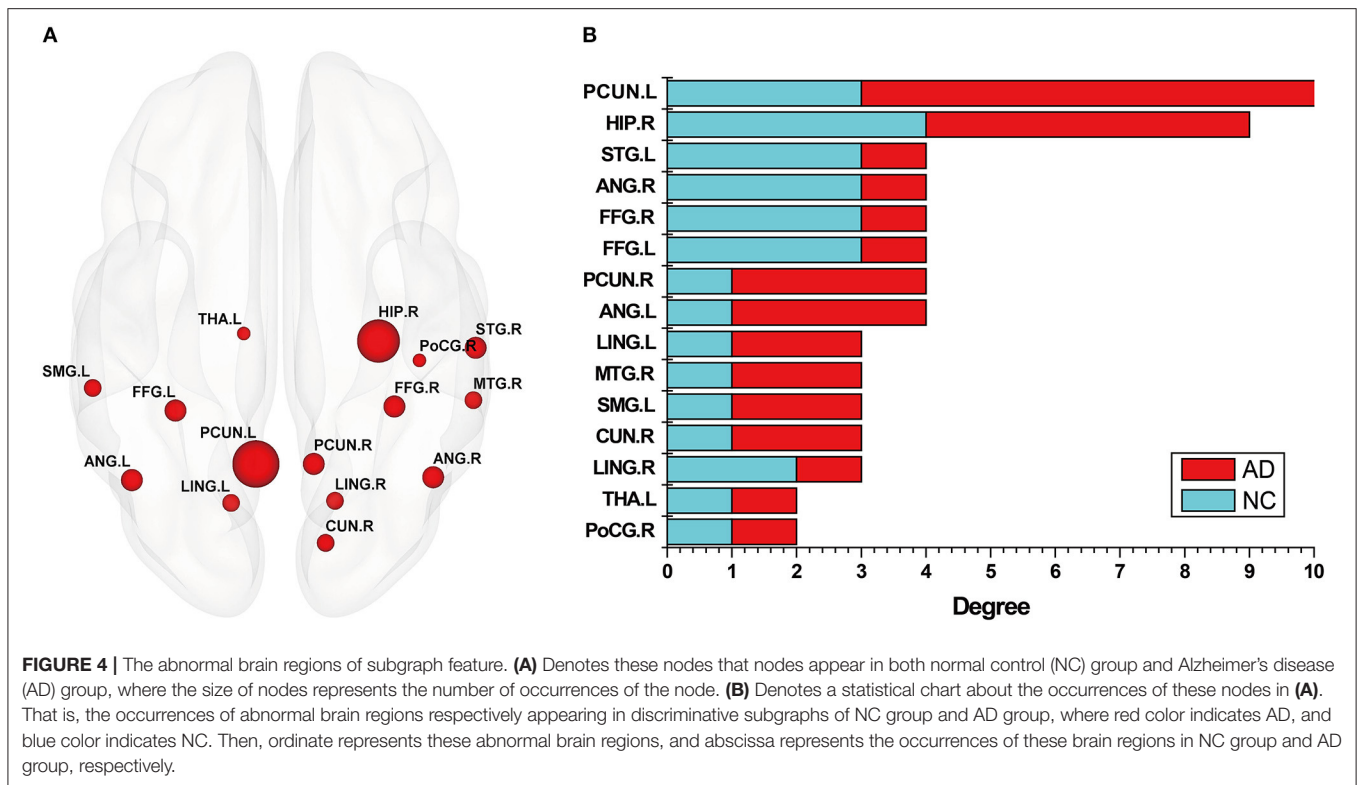 A
THA.L
HIP.R
STG.R
PoCG.R
SMG.L
FFG.L
FFG.R
MTG.R
PCUN.L
PCUN.R
ANG.L
ANG.R
LING.L
LING.R
CUN.R
B
PCUN.L
HIP.R
STG.L
ANG.R
FFG.R
FFG.L
PCUN.R
ANG.L
LING.L
MTG.R
SMG.L
CUN.R
LING.R
THA.L
PoCG.R
AD
NC
0 1 2 3 4 5 6 7 8 9 10
Degree
FIGURE 4 | The abnormal brain regions of subgraph feature. (A) Denotes these nodes that nodes appear in both normal control (NC) group and Alzheimer's disease
(AD) group, where the size of nodes represents the number of occurrences of the node. (B) Denotes a statistical chart about the occurrences of these nodes in (A).
That is, the occurrences of abnormal brain regions respectively appearing in discriminative subgraphs of NC group and AD group, where red color indicates AD, and
blue color indicates NC. Then, ordinate represents these abnormal brain regions, and abscissa represents the occurrences of these brain regions in NC group and AD
group, respectively.